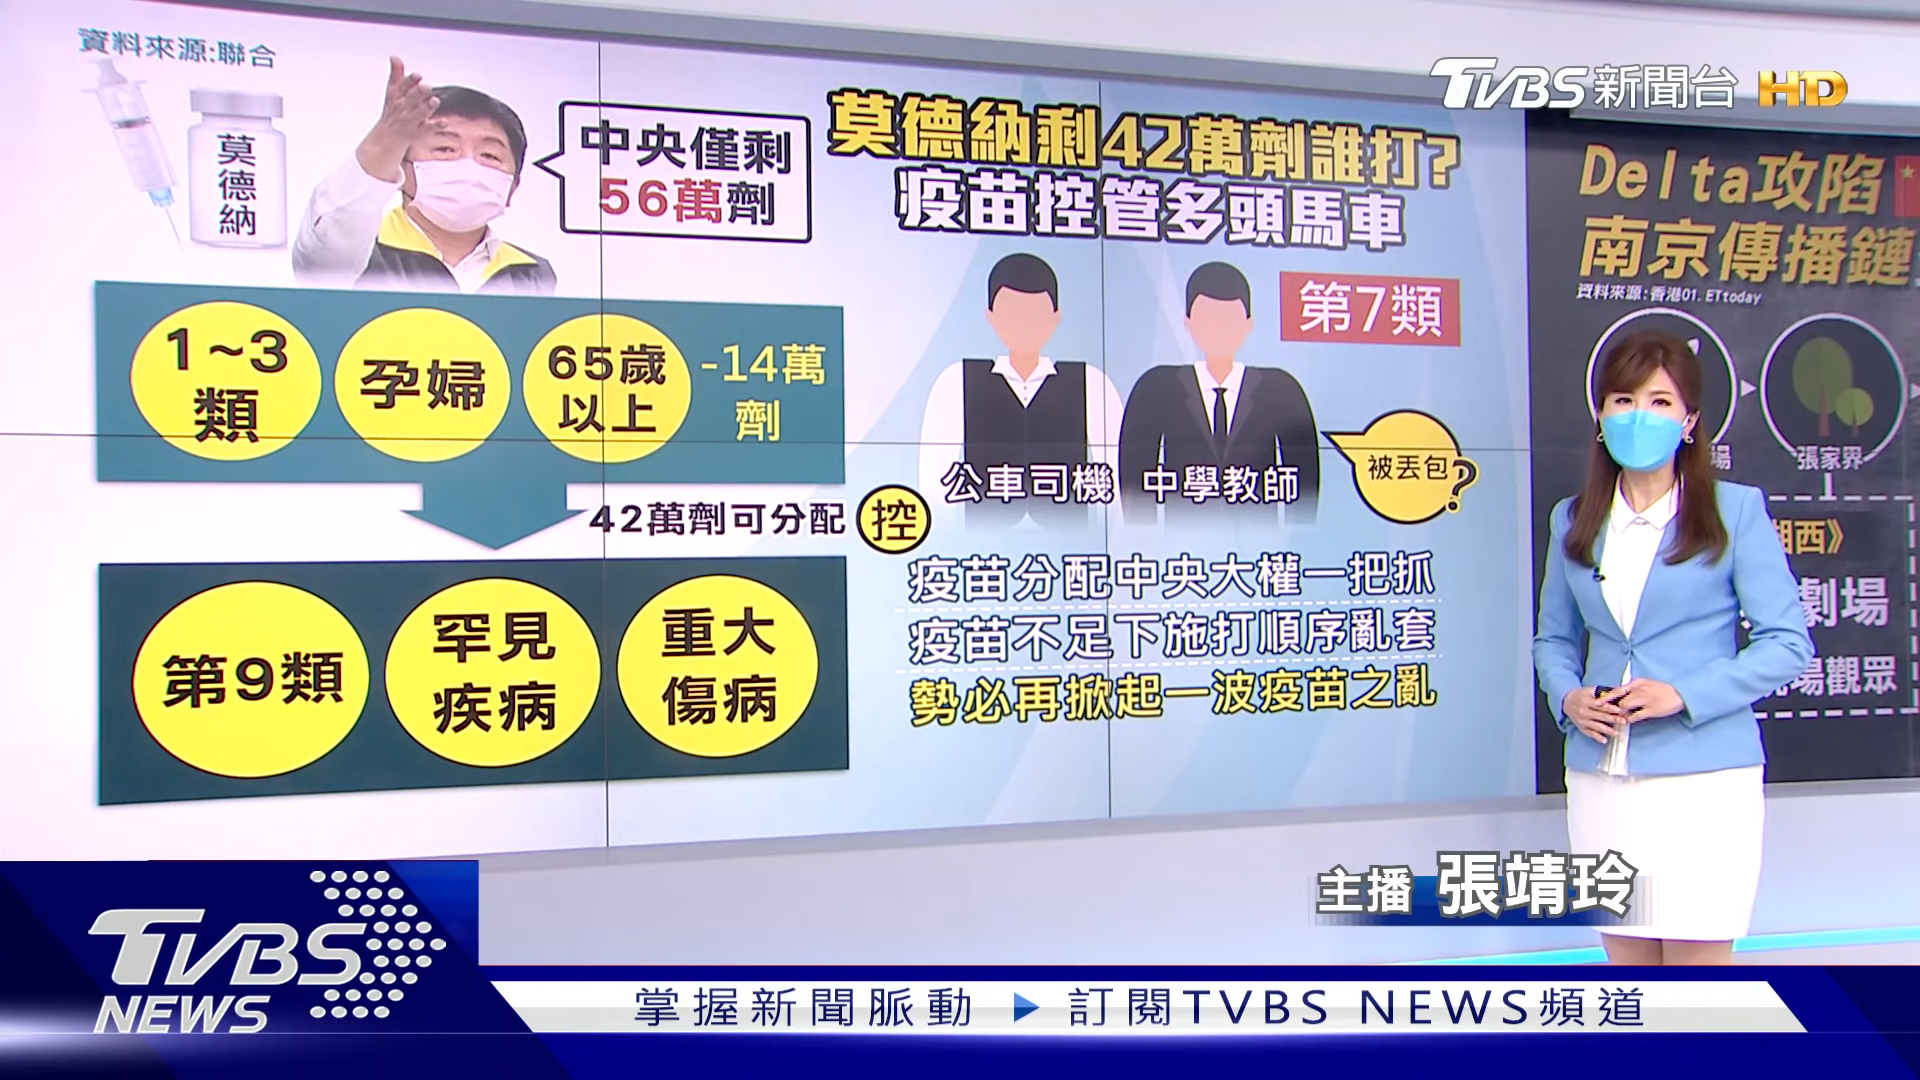 資料來源:聯合
莫德納
中央僅剩
56萬劑
莫德納剩42萬劑誰打?
疫苗控管多頭馬車
TVBS新聞台 HD
1~3
類
孕婦
65歲
以上
-14萬
劑
42萬劑可分配
第9類
罕見
疾病
重大
傷病
第7類
公車司機
中學教師
被丟包?
控
疫苗分配中央大權一把抓
疫苗不足下施打順序亂套
勢必再掀起一波疫苗之亂
Delta攻陷
南京傳播鏈
資料來源:香港01.ETtoday
場
張家界
湘西》
劇場
現場觀眾
主播 張靖玲
TVBS
NEWS
掌握新聞脈動 ▶ 訂閱TVBS NEWS頻道